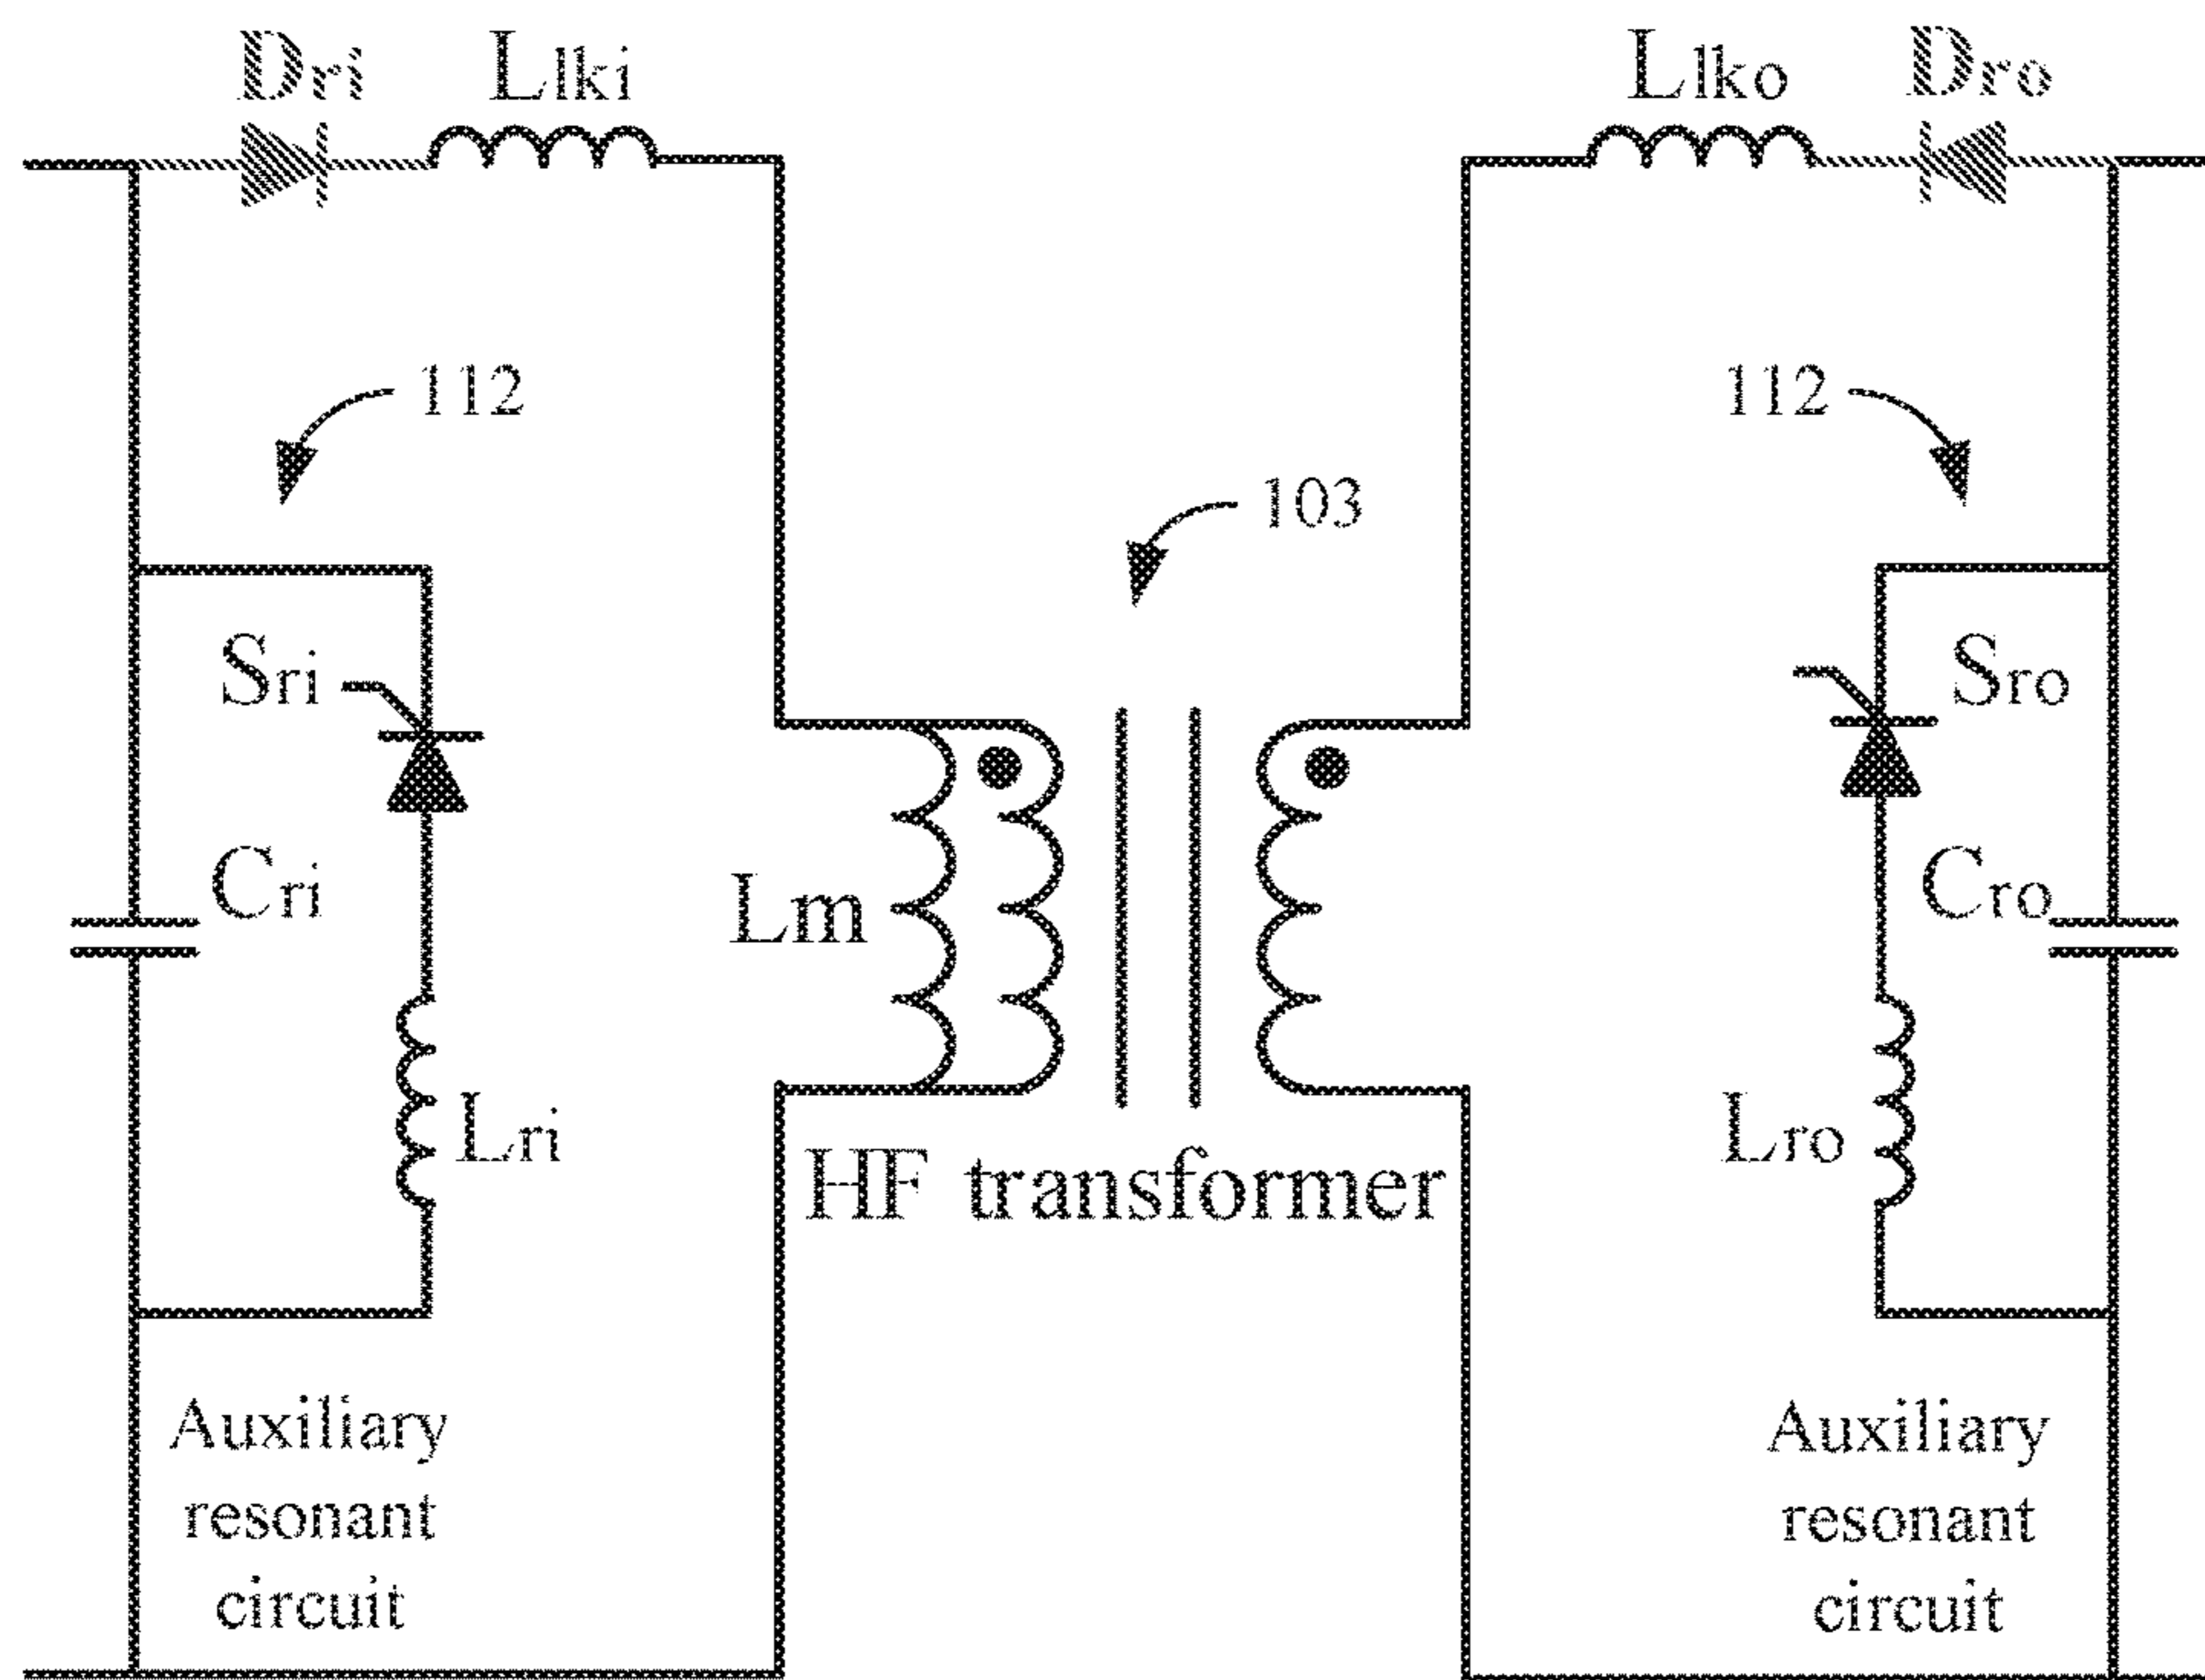 Dri
Llki
Llko
Dro
112
112
103
Sri
Sro
Cri
Cro
Lm
Lri
Lro
HF transformer
Auxiliary
resonant
circuit
Auxiliary
resonant
circuit